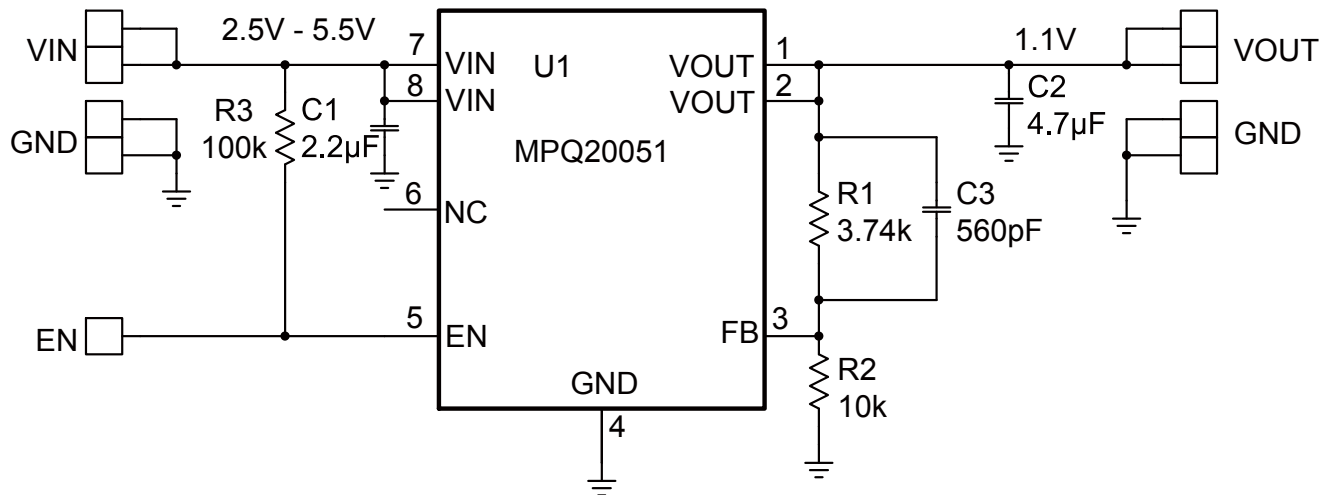 VIN
2.5V - 5.5V
7
VIN
U1
VOUT
1
1.1V
VOUT
8
VIN
VOUT
2
C2
4.7µF
GND
R3
100k
C1
2.2µF
MPQ20051
GND
6
NC
R1
3.74k
C3
560pF
EN
5
EN
FB
3
GND
R2
10k
4